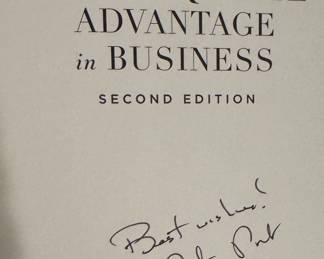 ADVANTAGE
in BUSINESS
SECOND EDITION
Best wishes!